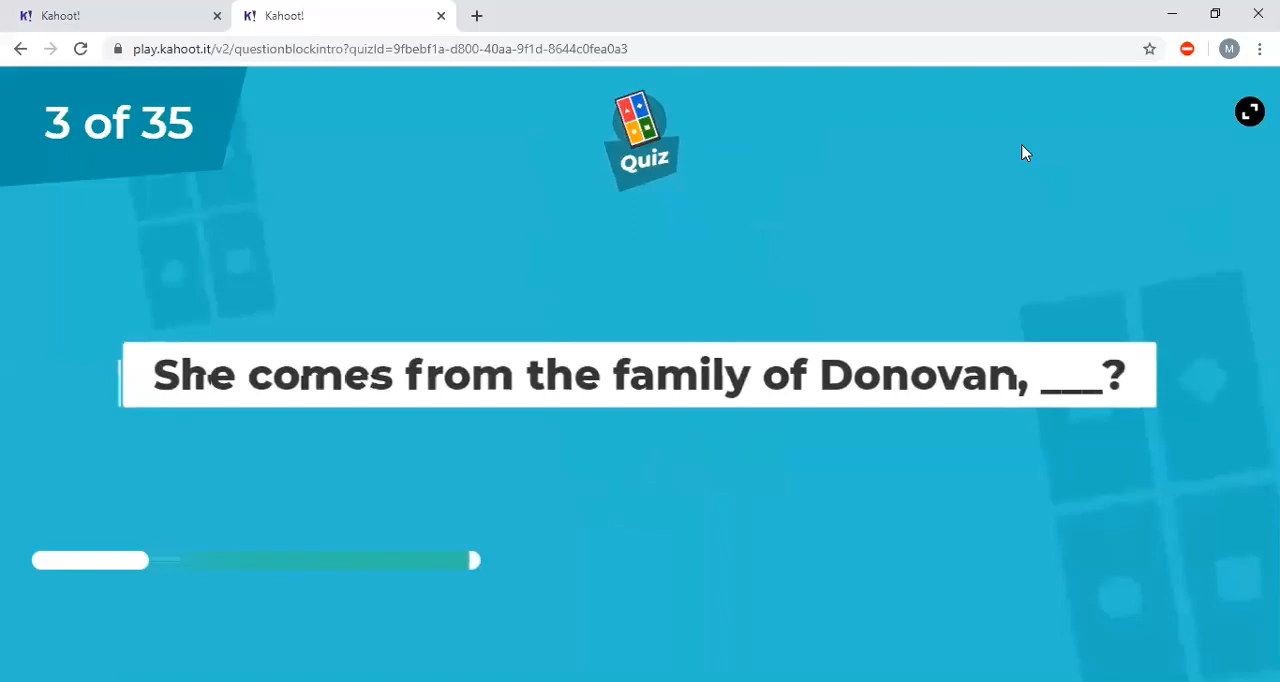 Kahoot!
Kahoot!
play.kahoot.it/v2/questionblockintro?quizId=9fbebf1a-d800-40aa-9f1d-8644c0fea0a3
M
3 of 35
Quiz
She comes from the family of Donovan, ___?